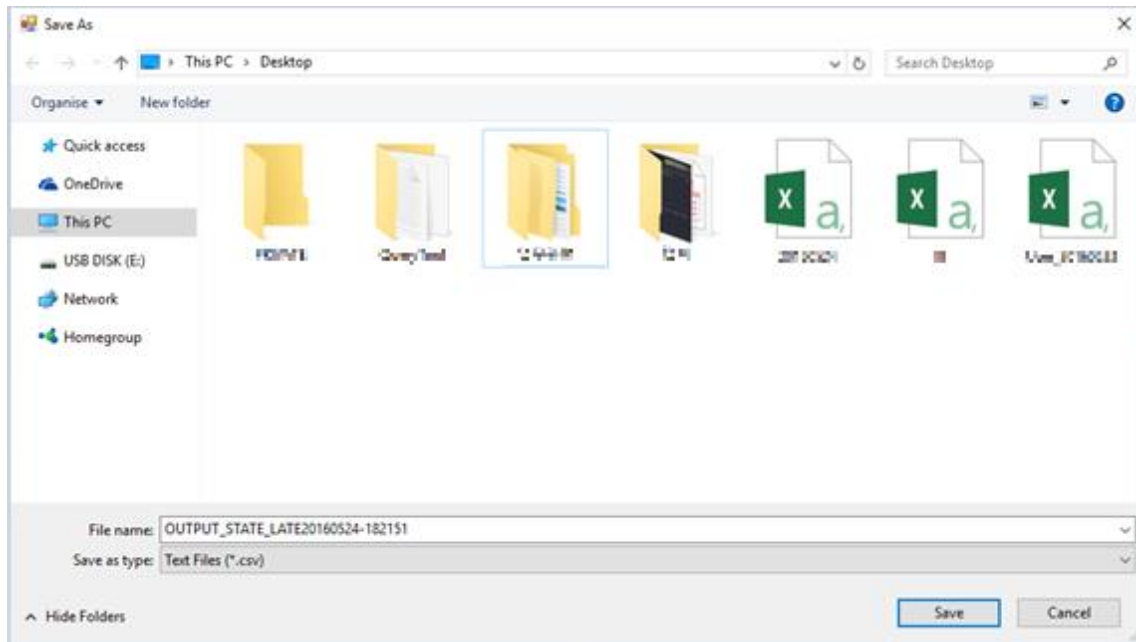 Save As
This PC > Desktop
Search Desktop
Organise
New folder
Quick access
OneDrive
This PC
USB DISK (E:)
Network
Homegroup
X a,
X a,
X a,
File name: OUTPUT_STATE_LATE20160524-182151
Save as type: Text Files (*.csv)
Hide Folders
Save
Cancel